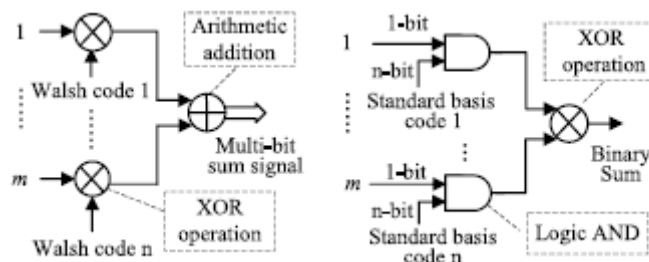 1
Walsh code 1
m
Walsh code n
Arithmetic
addition
Multi-bit
sum signal
XOR
operation
1
1-bit
n-bit
Standard basis
code 1
m
1-bit
n-bit
Standard basis
code n
XOR
operation
Binary
Sum
Logic AND